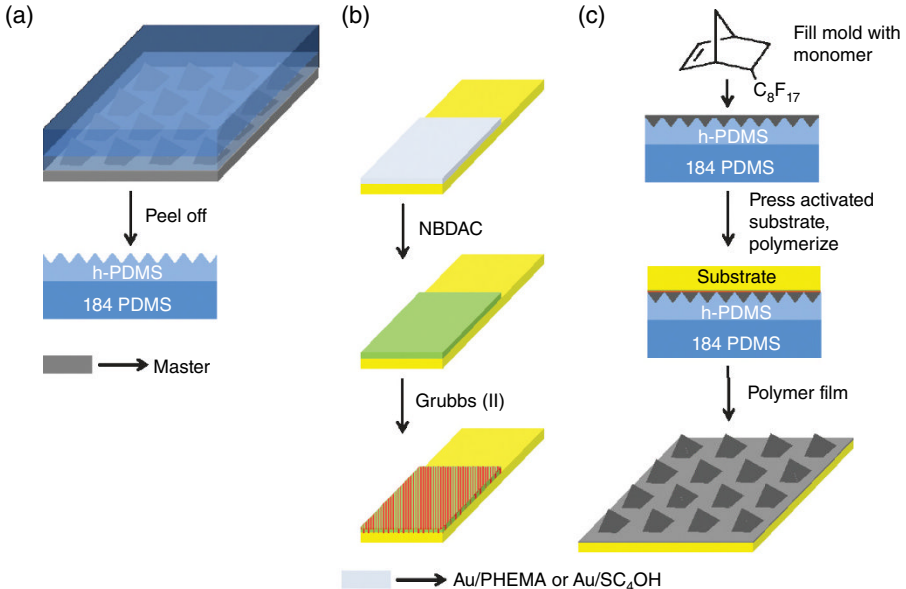 (a)
Peel off
h-PDMS
184 PDMS
Master
(b)
NBDAC
Grubbs (II)
Au/PHEMA or Au/SC₄OH
(c)
Fill mold with
monomer
C₈F₁₇
h-PDMS
184 PDMS
Press activated
substrate,
polymerize
Substrate
h-PDMS
184 PDMS
Polymer film